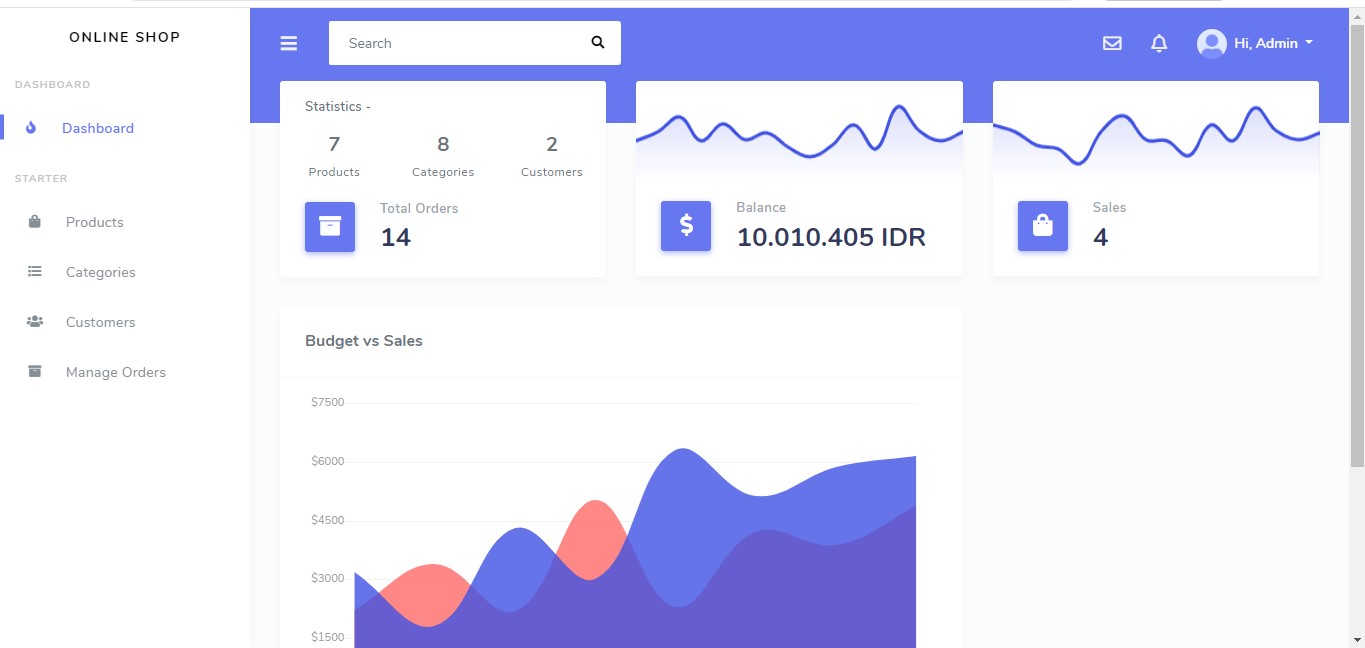 ONLINE SHOP
DASHBOARD
Dashboard
STARTER
Products
Categories
Customers
Manage Orders
Search
Hi, Admin
Statistics -
7 8 2
Products Categories Customers
Total Orders
14
Balance
10.010.405 IDR
Sales
4
Budget vs Sales
$7500
$6000
$4500
$3000
$1500